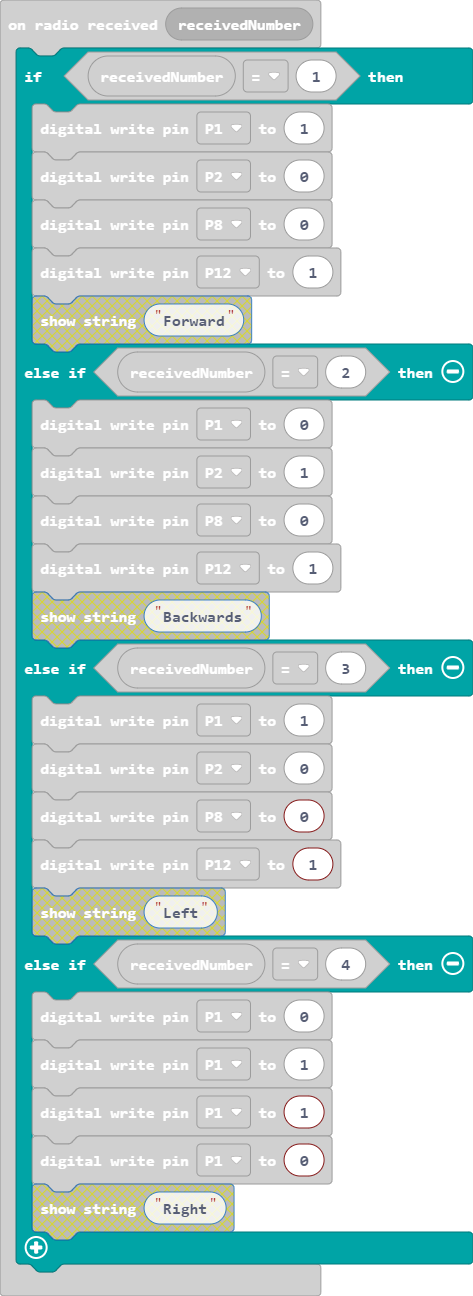 on radio received receivedNumber
if receivedNumber = 1 then
digital write pin P1 to 1
digital write pin P2 to 0
digital write pin P8 to 0
digital write pin P12 to 1
show string "Forward"
else if receivedNumber = 2 then
digital write pin P1 to 0
digital write pin P2 to 1
digital write pin P8 to 0
digital write pin P12 to 1
show string "Backwards"
else if receivedNumber = 3 then
digital write pin P1 to 1
digital write pin P2 to 0
digital write pin P8 to 0
digital write pin P12 to 1
show string "Left"
else if receivedNumber = 4 then
digital write pin P1 to 0
digital write pin P1 to 1
digital write pin P1 to 1
digital write pin P1 to 0
show string "Right"